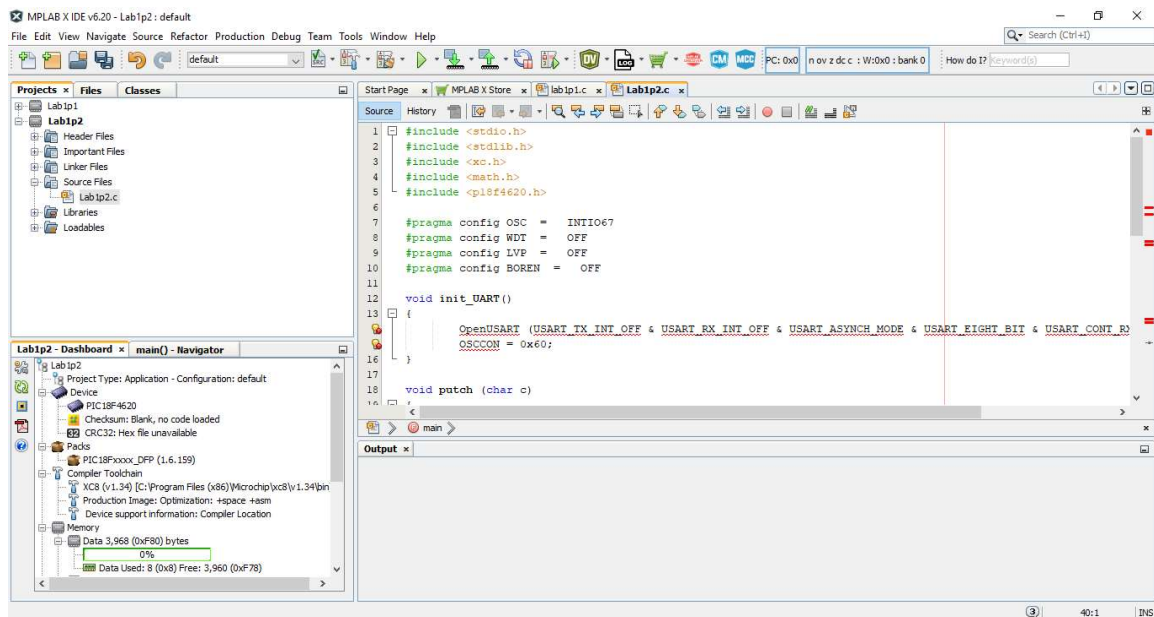 MPLAB X IDE v6.20 - Lab1p2 : default
File Edit View Navigate Source Refactor Production Debug Team Tools Window Help
Search (Ctrl+I)
default
PC: 0x0
n ov z dc c : W:0x0 : bank 0
How do I? Keyword(s)
Projects Files Classes
Lab1p1
Lab1p2
Header Files
Important Files
Linker Files
Source Files
Lab1p2.c
Libraries
Loadables
Start Page MPLAB X Store lab1p1.c Lab1p2.c
Source History
1 #include <stdio.h>
2 #include <stdlib.h>
3 #include <xc.h>
4 #include <math.h>
5 #include <p18f4620.h>
6
7 #pragma config OSC = INTIO67
8 #pragma config WDT = OFF
9 #pragma config LVP = OFF
10 #pragma config BOREN = OFF
11
12 void init_UART()
13 {
OpenUSART (USART_TX_INT_OFF & USART_RX_INT_OFF & USART_ASYNCH_MODE & USART_EIGHT_BIT & USART_CONT_RX
OSCCON = 0x60;
16 }
17
18 void putch (char c)
19 {
main
Lab1p2 - Dashboard main() - Navigator
Lab1p2
Project Type: Application - Configuration: default
Device
PIC18F4620
Checksum: Blank, no code loaded
CRC32: Hex file unavailable
Packs
PIC18Fxxxx_DFP (1.6.159)
Compiler Toolchain
XC8 (v1.34) [C:\Program Files (x86)\Microchip\xc8\v1.34\bin
Production Image: Optimization: +space +asm
Device support information: Compiler Location
Memory
Data 3,968 (0xF80) bytes
0%
Data Used: 8 (0x8) Free: 3,960 (0xF78)
Output
3 40:1 INS